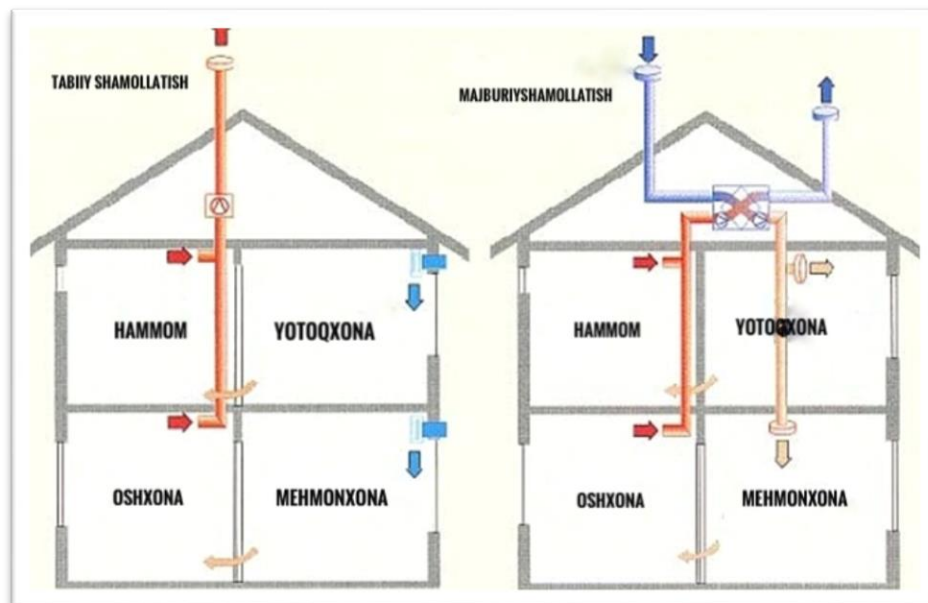 TABIIY SHAMOLLATISH
MAJBURIYSHAMOLLATISH
HAMMOM
YOTOQXONA
OSHXONA
MEHMONXONA
HAMMOM
YOTOQXONA
OSHXONA
MEHMONXONA